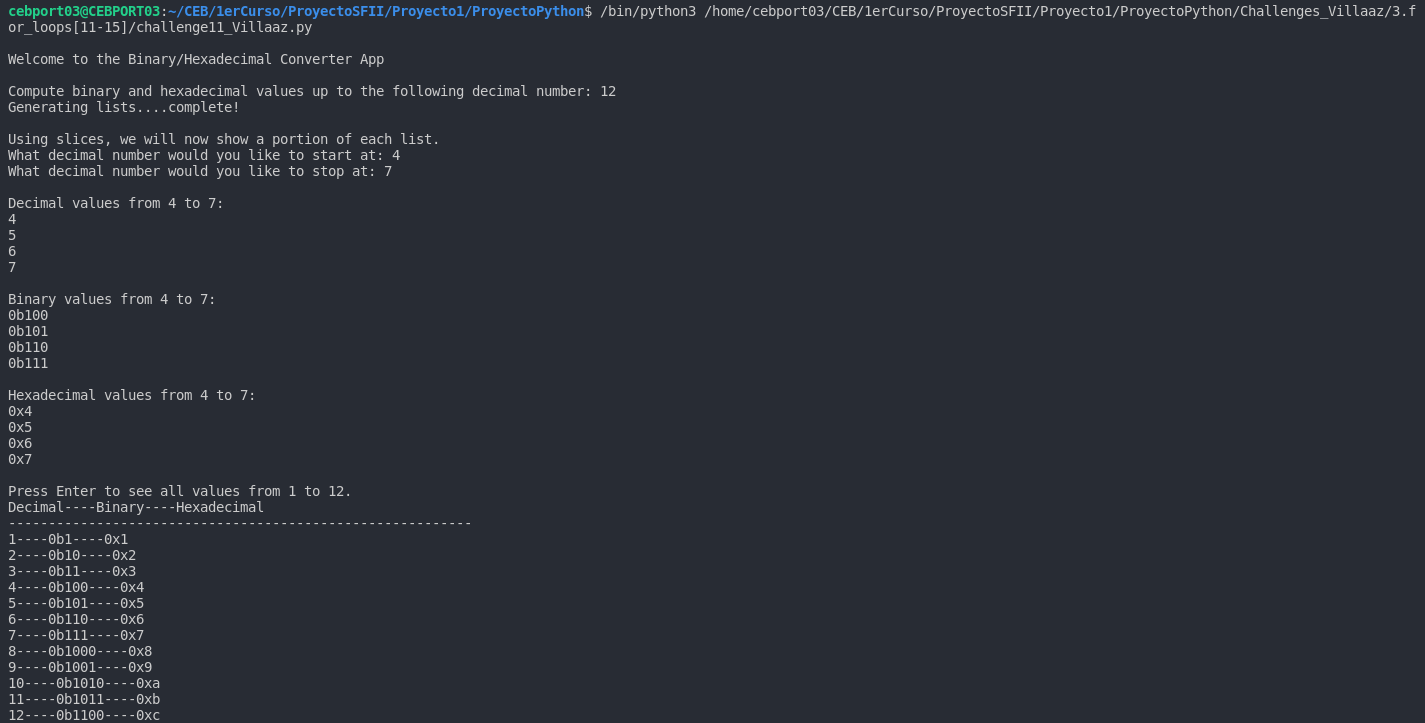 cebport03@CEBPORT03:~/CEB/1erCurso/ProyectoSFII/Proyecto1/ProyectoPython$ /bin/python3 /home/cebport03/CEB/1erCurso/ProyectoSFII/Proyecto1/ProyectoPython/Challenges_Villaaz/3.f
or_loops[11-15]/challenge11_Villaaz.py
Welcome to the Binary/Hexadecimal Converter App
Compute binary and hexadecimal values up to the following decimal number: 12
Generating lists....complete!
Using slices, we will now show a portion of each list.
What decimal number would you like to start at: 4
What decimal number would you like to stop at: 7
Decimal values from 4 to 7:
4
5
6
7
Binary values from 4 to 7:
0b100
0b101
0b110
0b111
Hexadecimal values from 4 to 7:
0x4
0x5
0x6
0x7
Press Enter to see all values from 1 to 12.
Decimal----Binary----Hexadecimal
----------------------------------------------------------
1----0b1----0x1
2----0b10----0x2
3----0b11----0x3
4----0b100----0x4
5----0b101----0x5
6----0b110----0x6
7----0b111----0x7
8----0b1000----0x8
9----0b1001----0x9
10----0b1010----0xa
11----0b1011----0xb
12----0b1100----0xc